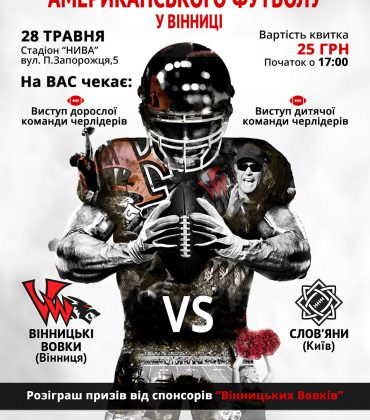 АМЕРИКАНСЬКОГО ФУТБОЛУ
У ВІННИЦІ
28 ТРАВНЯ
Стадіон “НИВА”
вул. П.Запорожця,5
Вартість квитка
25 ГРН
Початок о 17:00
На ВАС чекає:
Виступ дорослої
команди черлідерів
Виступ дитячої
команди черлідерів
VS
ВІННИЦЬКІ
ВОВКИ
(Вінниця)
СЛОВ'ЯНИ
(Київ)
Розіграш призів від спонсорів “Вінницьких Вовків”